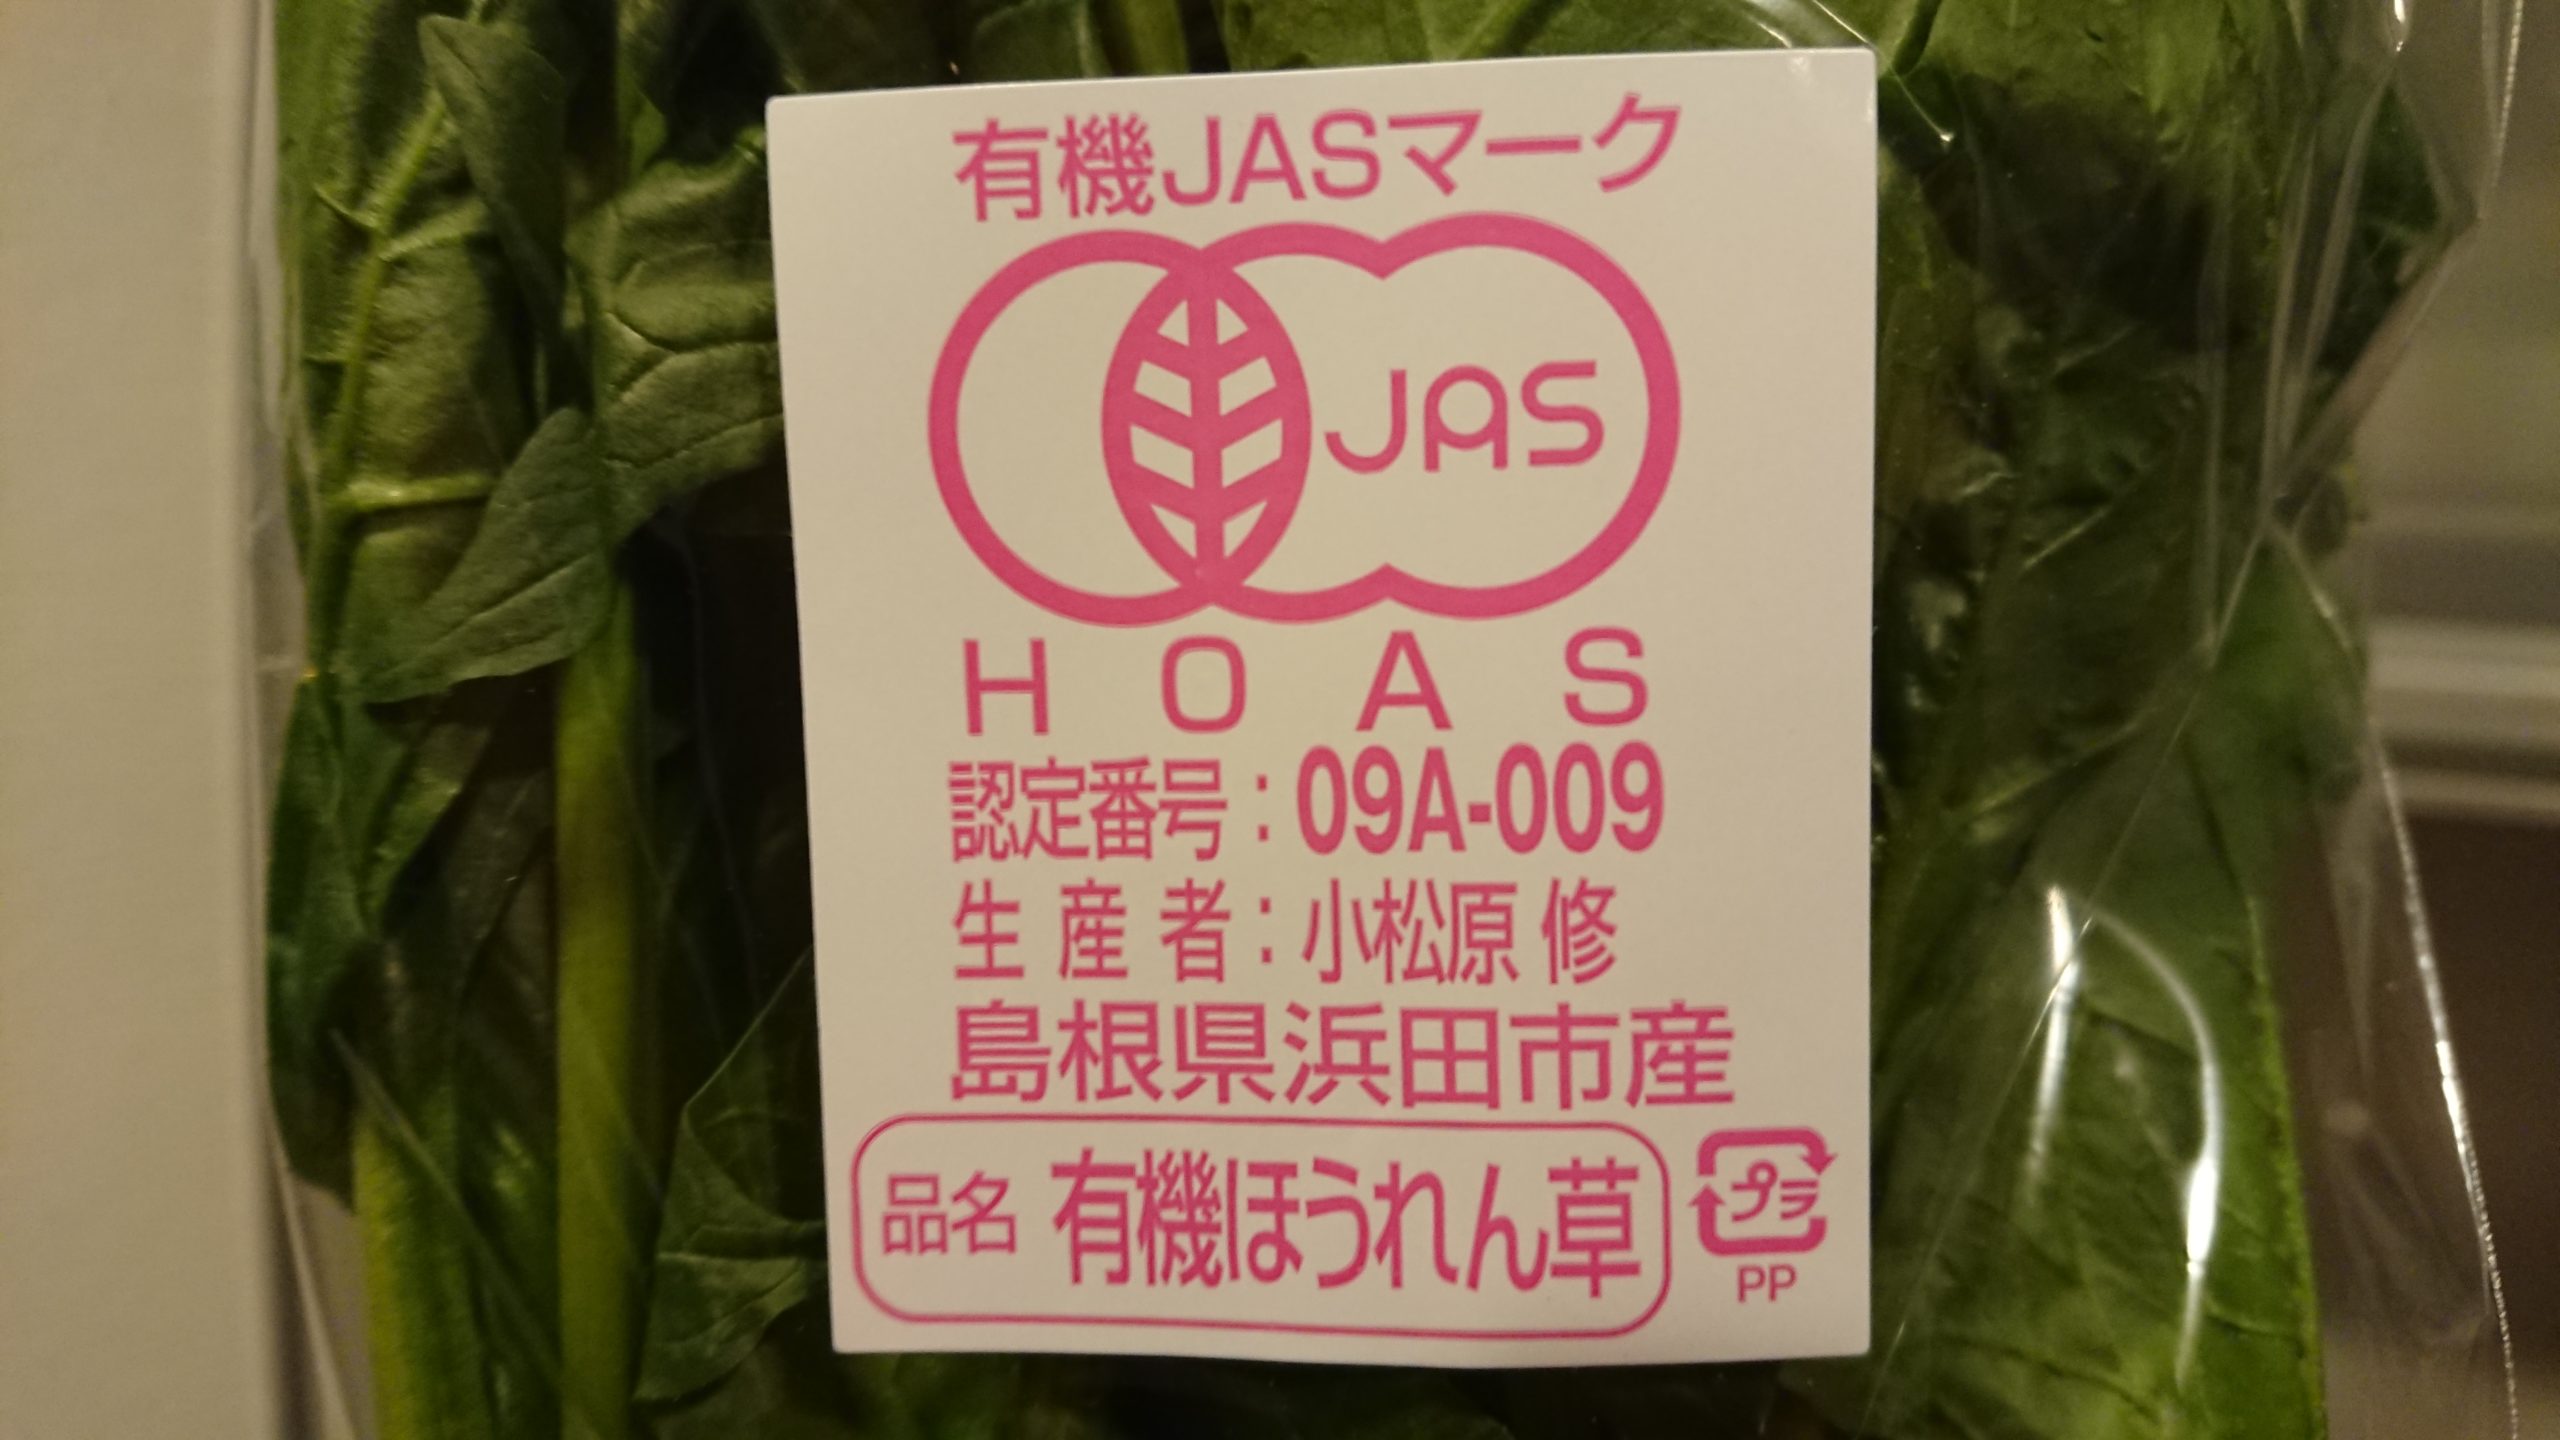 有機JASマーク
JAS
HOAS
認定番号：09A-009
生産者：小松原 修
島根県浜田市産
品名 有機ほうれん草
プラ
PP